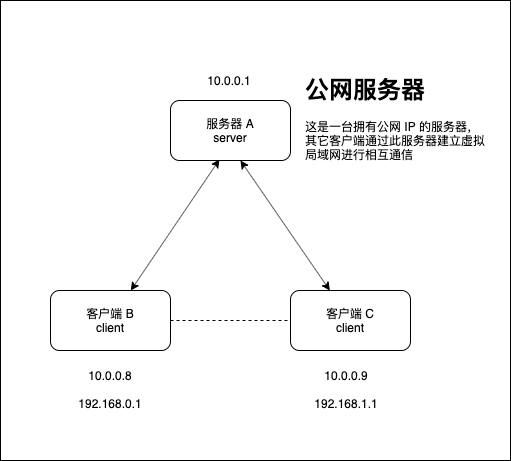 10.0.0.1
公网服务器
服务器 A
server
这是一台拥有公网 IP 的服务器，
其它客户端通过此服务器建立虚拟
局域网进行相互通信
客户端 B
client
客户端 C
client
10.0.0.8
10.0.0.9
192.168.0.1
192.168.1.1